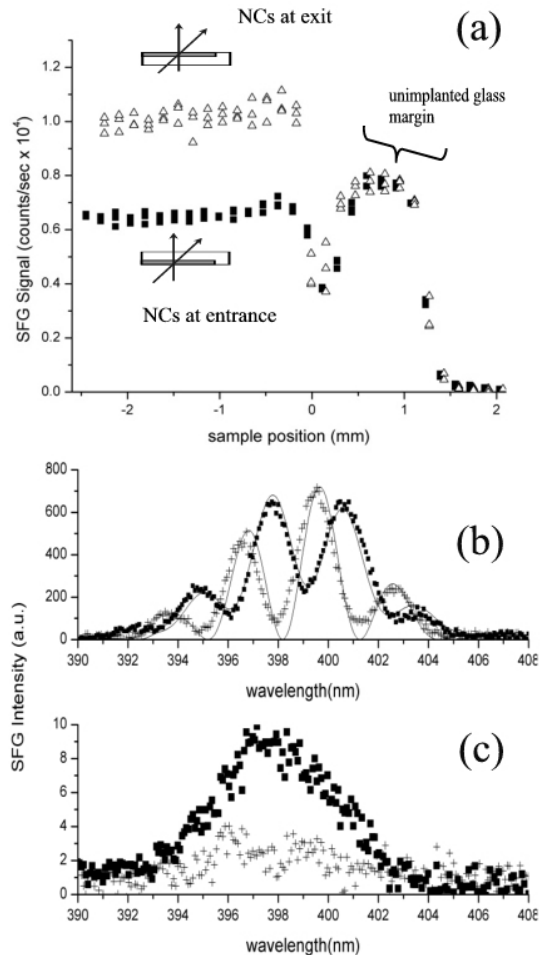 NCs at exit
(a)
unimplanted glass
margin
NCs at entrance
SFG Signal (counts/sec x 10⁴)
1.2
1.0
0.8
0.6
0.4
0.2
0.0
-2 -1 0 1 2
sample position (mm)
(b)
800
600
400
200
0
390 392 394 396 398 400 402 404 406 408
wavelength(nm)
SFG Intensity (a.u.)
(c)
10
8
6
4
2
0
390 392 394 396 398 400 402 404 406 408
wavelength(nm)